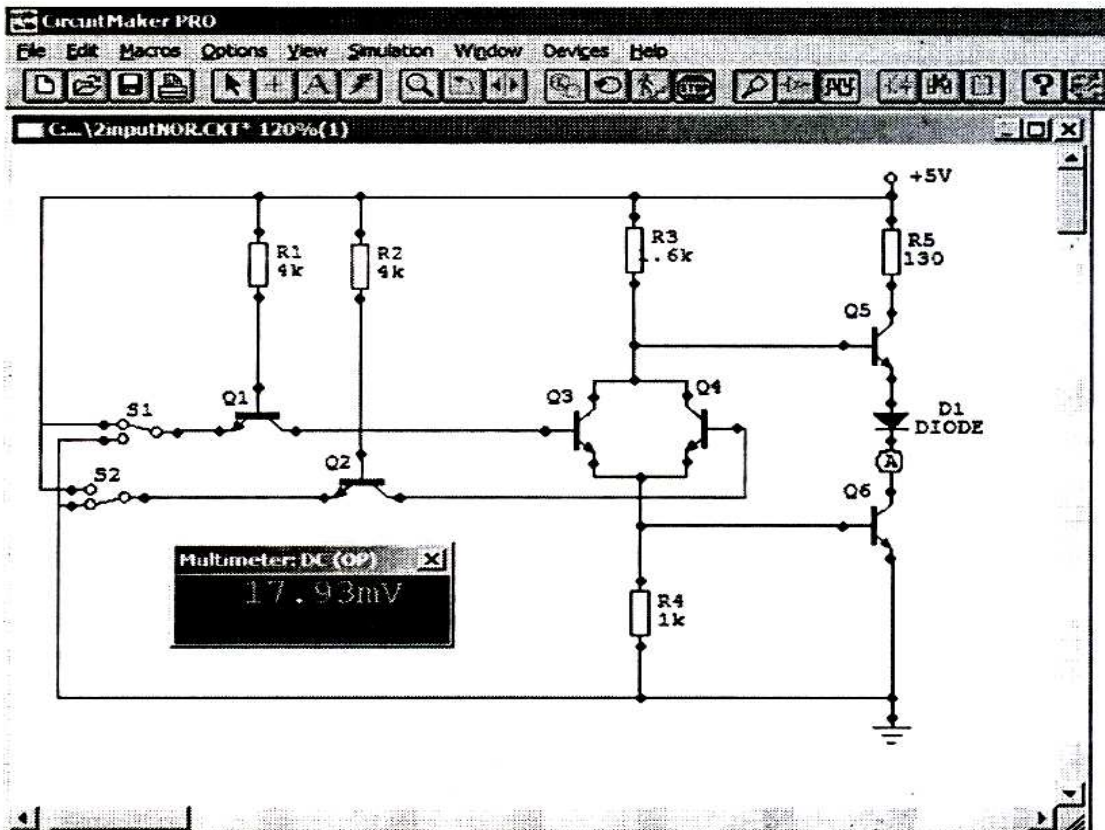 CircuitMaker PRO
File Edit Macros Options View Simulation Window Devices Help
A STOP ?
C:...\2inputNOR.CKT* 120%(1)
+5V
R1
4k
R2
4k
R3
1.6k
R5
130
Q5
Q1
S1
Q3
Q4
D1
DIODE
A
S2
Q2
Q6
Multimeter: DC (OP)
17.93mV
R4
1k